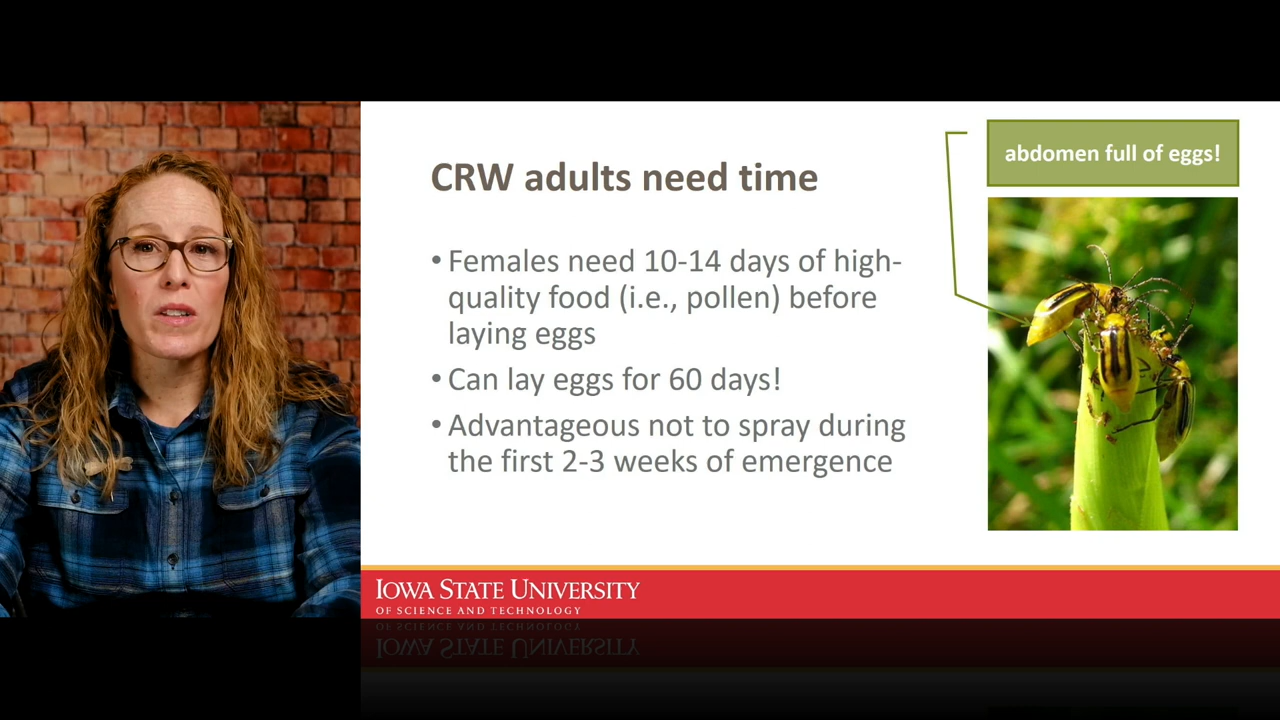 abdomen full of eggs!
CRW adults need time
• Females need 10-14 days of high-
quality food (i.e., pollen) before
laying eggs
• Can lay eggs for 60 days!
• Advantageous not to spray during
the first 2-3 weeks of emergence
IOWA STATE UNIVERSITY
OF SCIENCE AND TECHNOLOGY